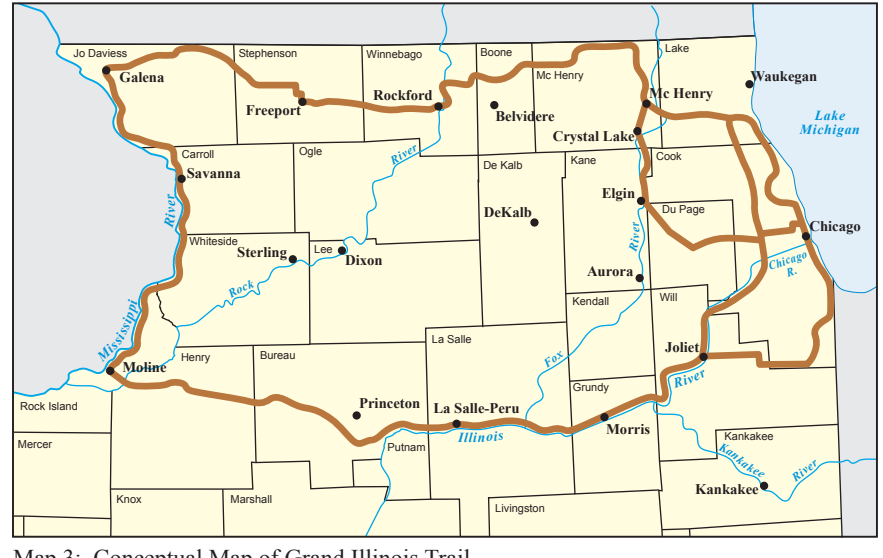 Jo Daviess
Stephenson
Winnebago
Boone
Mc Henry
Lake
Galena
Freeport
Rockford
Belvidere
Mc Henry
Waukegan
Lake
Michigan
Crystal Lake
Carroll
Ogle
River
De Kalb
Kane
Cook
Savanna
Elgin
Du Page
DeKalb
River
River
Chicago
Whiteside
Sterling
Lee
Dixon
Chicago
R.
Rock
Aurora
Kendall
Will
Mississippi
La Salle
Henry
Bureau
Fox
Joliet
Moline
River
Grundy
Rock Island
Princeton
La Salle-Peru
Illinois
Morris
Mercer
Putnam
Kankakee
Kankakee
River
Knox
Marshall
Livingston
Kankakee
Map 3: Conceptual Map of Grand Illinois Trail